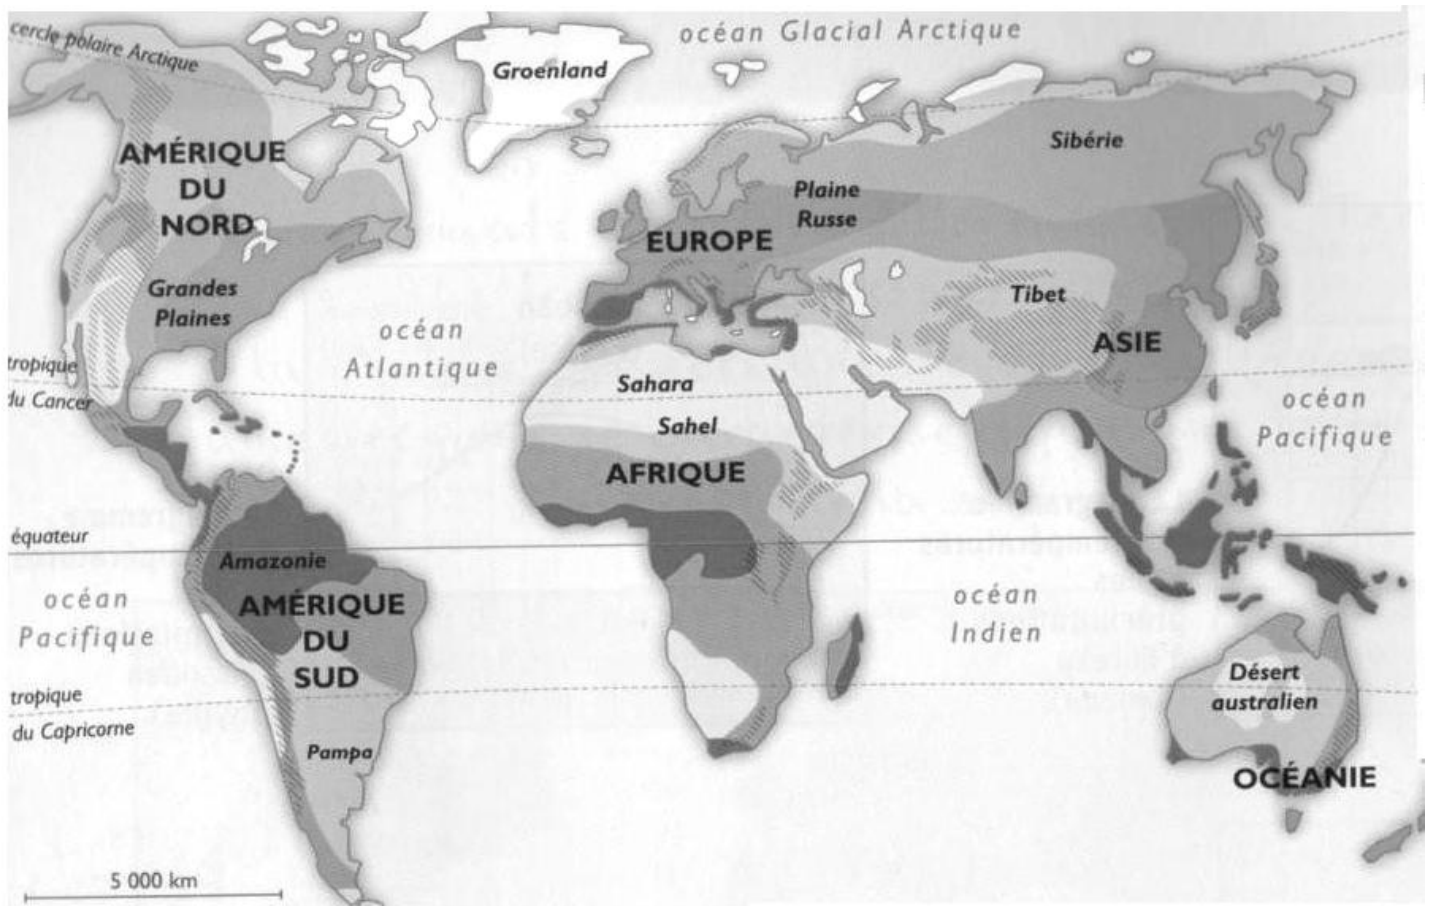 cercle polaire Arctique
océan Glacial Arctique
Groenland
Sibérie
AMÉRIQUE
DU
NORD
Plaine
Russe
EUROPE
Grandes
Plaines
Tibet
océan
Atlantique
ASIE
tropique
du Cancer
Sahara
Sahel
océan
Pacifique
AFRIQUE
équateur
Amazonie
océan
Pacifique
AMÉRIQUE
DU
SUD
océan
Indien
Désert
australien
tropique
du Capricorne
Pampa
OCÉANIE
5 000 km